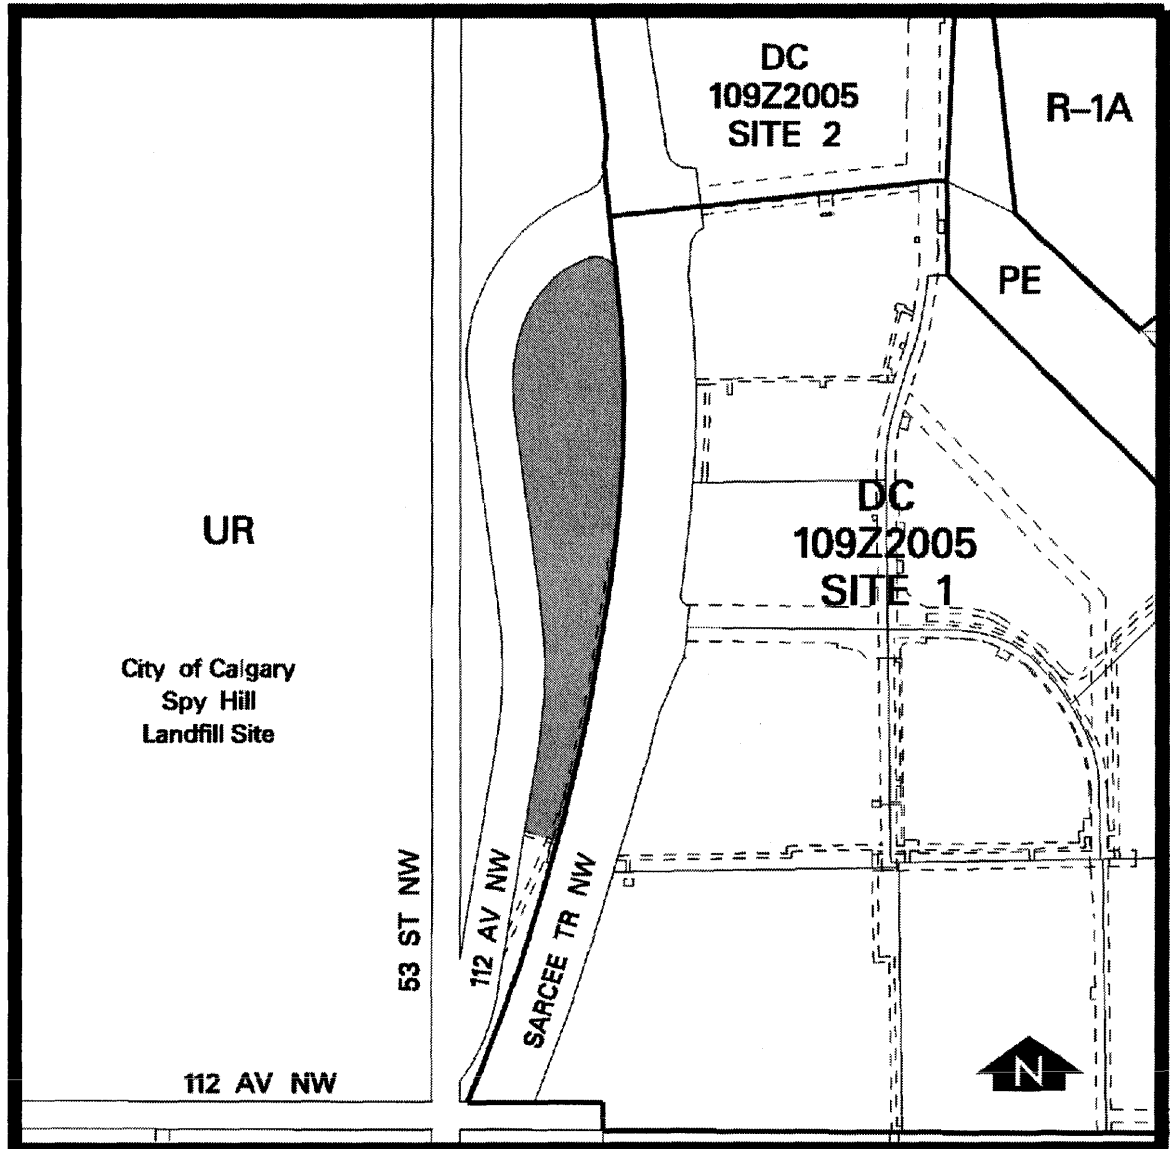 DC
109Z2005
SITE 2
R-1A
PE
DC
109Z2005
SITE 1
UR
City of Calgary
Spy Hill
Landfill Site
53 ST NW
112 AV NW
SARCEE TR NW
112 AV NW
N